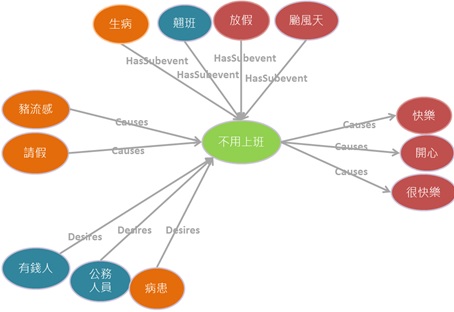 生病
翹班
放假
颱風天
HasSubevent
HasSubevent
HasSubevent
HasSubevent
豬流感
Causes
請假
Causes
不用上班
Causes
快樂
Causes
開心
Causes
很快樂
Desires
Desires
Desires
有錢人
公務
人員
病患